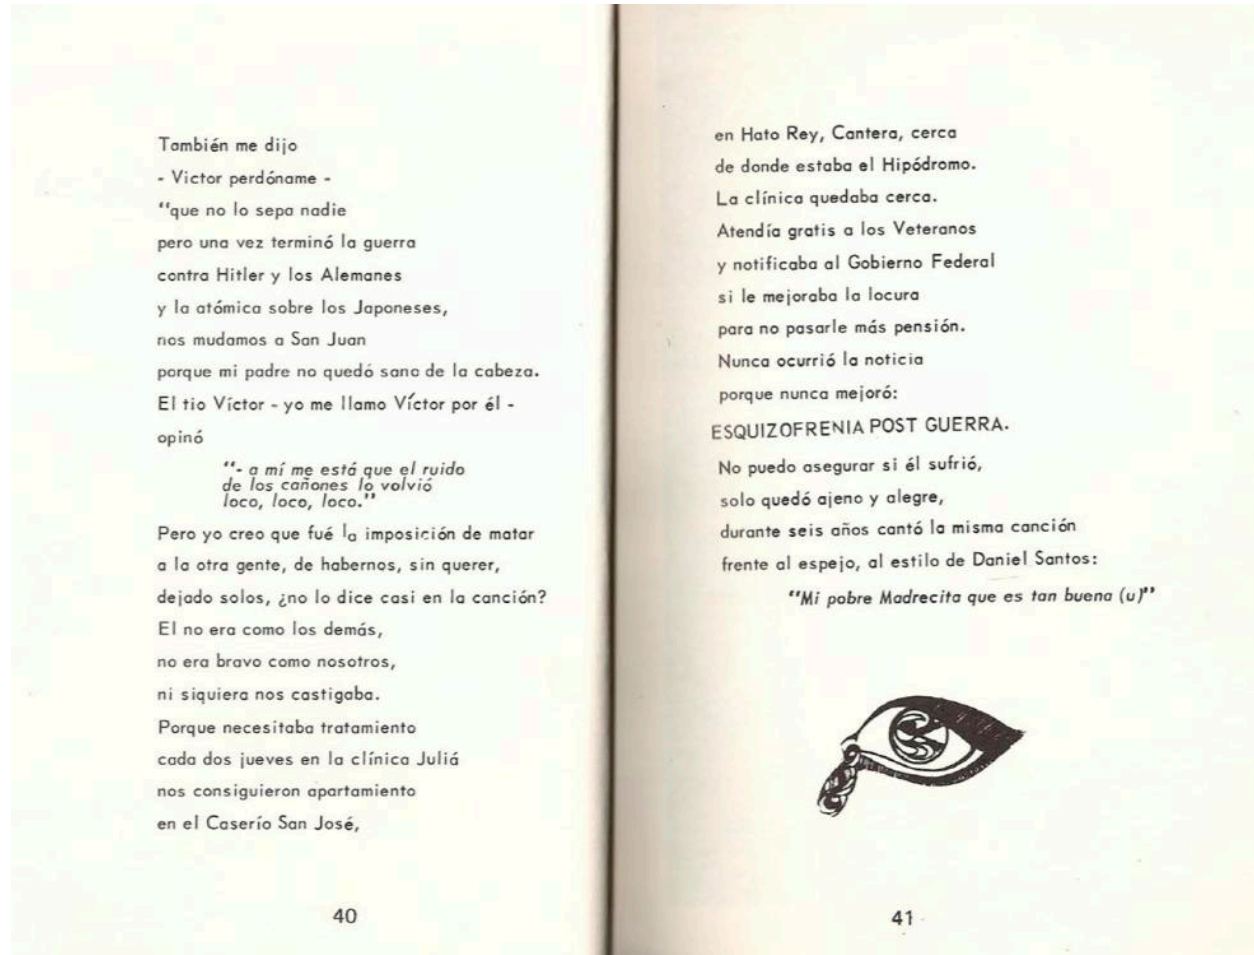 También me dijo
- Victor perdóname -
"que no lo sepa nadie
pero una vez terminó la guerra
contra Hitler y los Alemanes
y la atómica sobre los Japoneses,
nos mudamos a San Juan
porque mi padre no quedó sano de la cabeza.
El tio Víctor - yo me llamo Víctor por él -
opinó
"- a mí me está que el ruido
de los cañones lo volvió
loco, loco, loco."
Pero yo creo que fué la imposición de matar
a la otra gente, de habernos, sin querer,
dejado solos, ¿no lo dice casi en la canción?
El no era como los demás,
no era bravo como nosotros,
ni siquiera nos castigaba.
Porque necesitaba tratamiento
cada dos jueves en la clínica Juliá
nos consiguieron apartamiento
en el Caserío San José,
40
en Hato Rey, Cantera, cerca
de donde estaba el Hipódromo.
La clínica quedaba cerca.
Atendía gratis a los Veteranos
y notificaba al Gobierno Federal
si le mejoraba la locura
para no pasarle más pensión.
Nunca ocurrió la noticia
porque nunca mejoró:
ESQUIZOFRENIA POST GUERRA.
No puedo asegurar si él sufrió,
solo quedó ajeno y alegre,
durante seis años cantó la misma canción
frente al espejo, al estilo de Daniel Santos:
"Mi pobre Madrecita que es tan buena (u)"
41